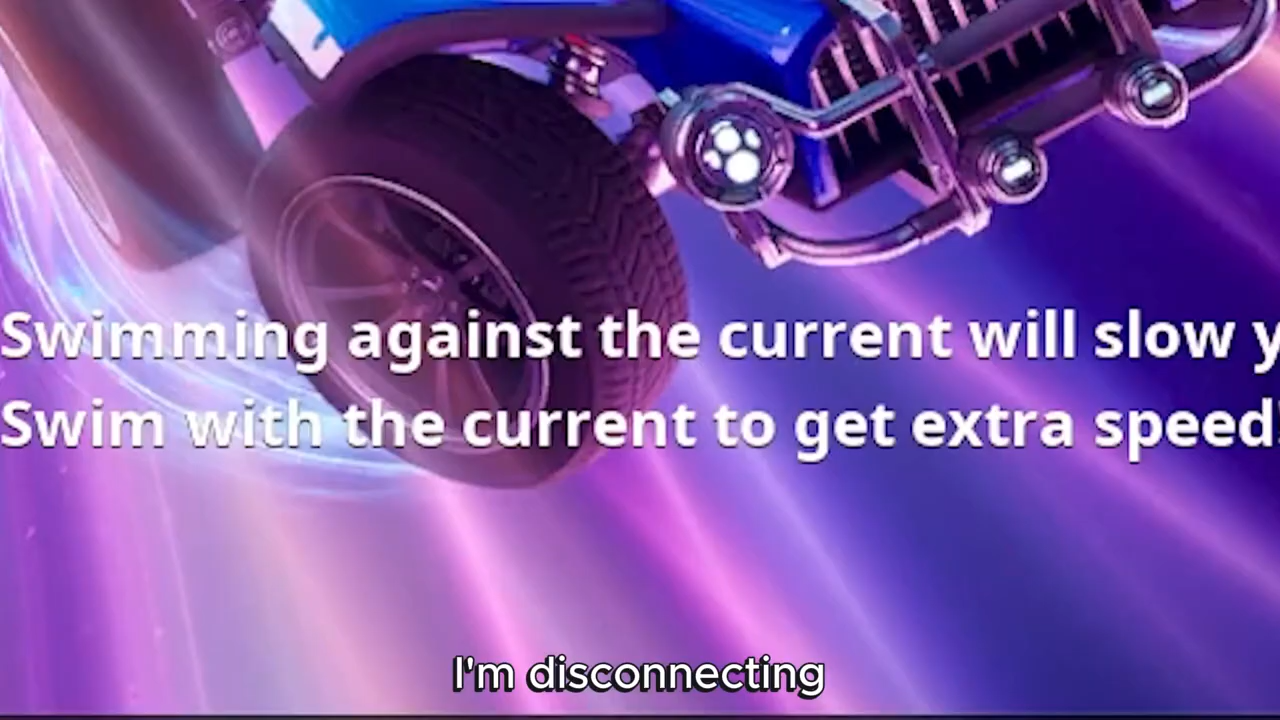 Swimming against the current will slow y
Swim with the current to get extra speed!
I'm disconnecting